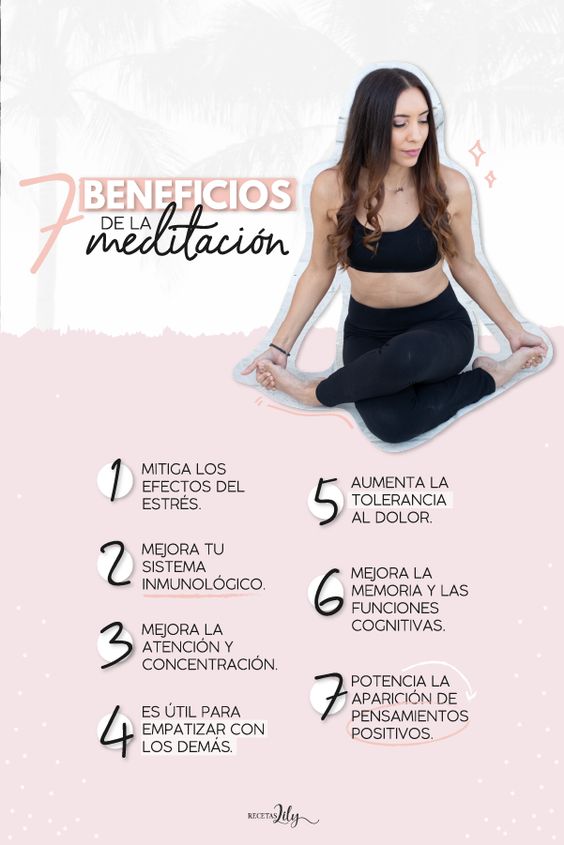 7 BENEFICIOS
DE LA
meditación
1 MITIGA LOS
EFECTOS DEL
ESTRÉS.
2 MEJORA TU
SISTEMA
INMUNOLÓGICO.
3 MEJORA LA
ATENCIÓN Y
CONCENTRACIÓN.
4 ES ÚTIL PARA
EMPATIZAR CON
LOS DEMÁS.
5 AUMENTA LA
TOLERANCIA
AL DOLOR.
6 MEJORA LA
MEMORIA Y LAS
FUNCIONES
COGNITIVAS.
7 POTENCIA LA
APARICIÓN DE
PENSAMIENTOS
POSITIVOS.
RECETAS Lily